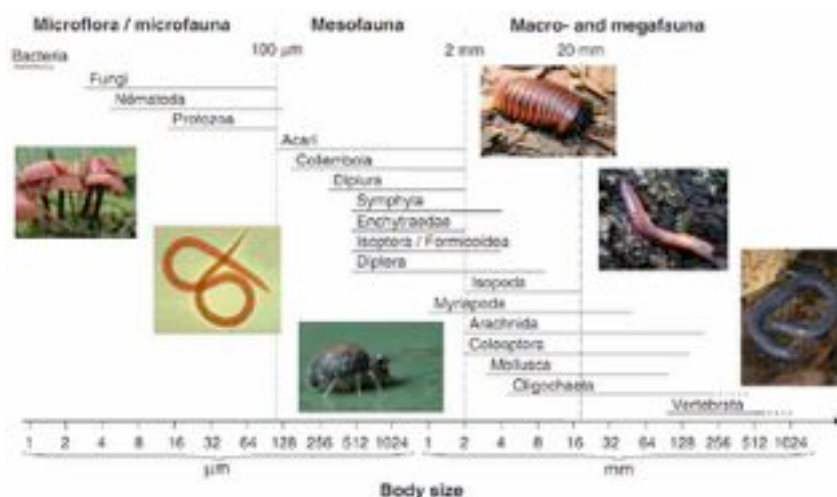 Microflora / microfauna Mesofauna Macro- and megafauna
100 µm 2 mm 20 mm
Bacteria
Fungi
Nématoda
Protozoa
Acari
Collembola
Diplura
Symphyla
Enchytraedae
Isoptera / Formicoidea
Diptera
Isopoda
Myriapoda
Arachnida
Coleoptera
Mollusca
Oligochaeta
Vertebrata
1 2 4 8 16 32 64 128 256 512 1024 1 2 4 8 16 32 64 128 256 512 1024
µm mm
Body size